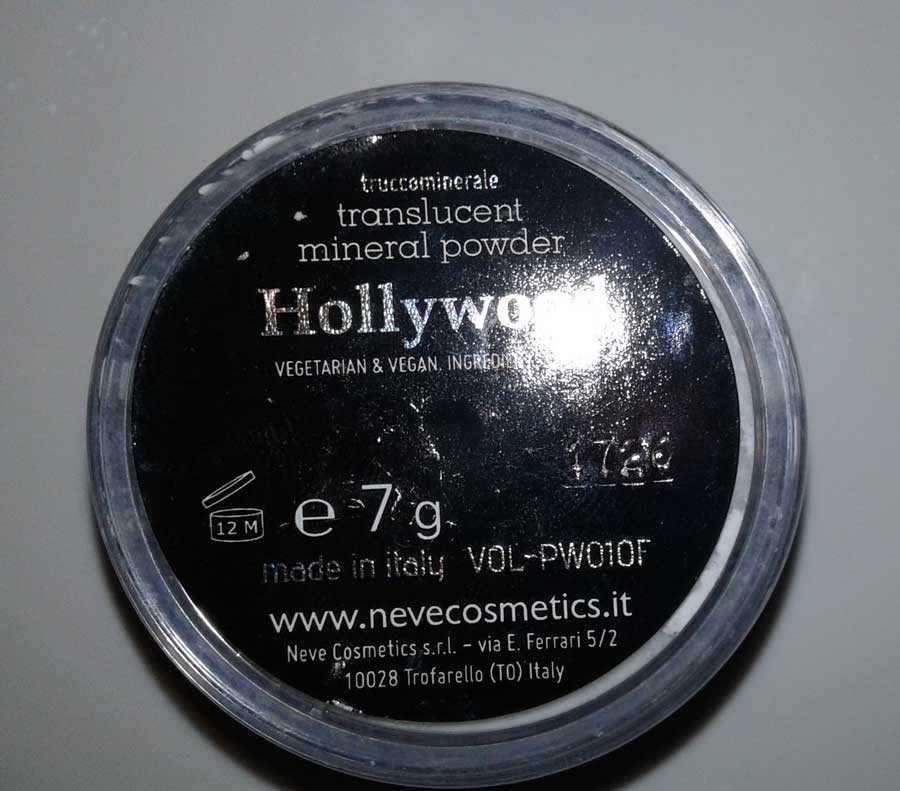 truccominerale
translucent
mineral powder
Hollywood
VEGETARIAN & VEGAN
12 M
e 7 g
made in italy VOL-PW010F
www.nevecosmetics.it
Neve Cosmetics s.r.l. – via E. Ferrari 5/2
10028 Trofarello (TO) Italy